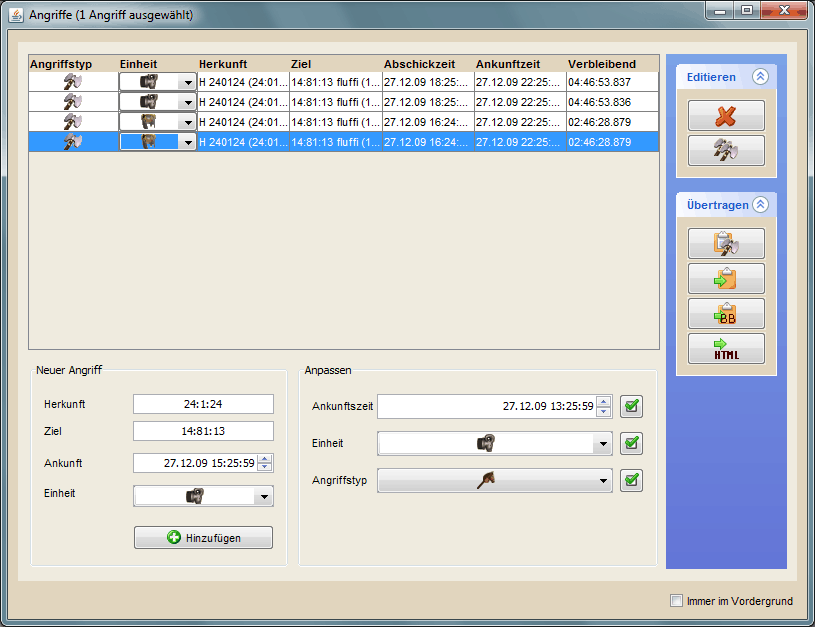 Angriffe (1 Angriff ausgewählt)
Angriffstyp Einheit Herkunft Ziel Abschickzeit Ankunftzeit Verbleibend
H 240124 (24:01... 14:81:13 fluffi (1... 27.12.09 18:25:... 27.12.09 22:25:... 04:46:53.837
H 240124 (24:01... 14:81:13 fluffi (1... 27.12.09 18:25:... 27.12.09 22:25:... 04:46:53.836
H 240124 (24:01... 14:81:13 fluffi (1... 27.12.09 16:24:... 27.12.09 22:25:... 02:46:28.879
H 240124 (24:01... 14:81:13 fluffi (1... 27.12.09 16:24:... 27.12.09 22:25:... 02:46:28.879
Neuer Angriff
Herkunft 24:1:24
Ziel 14:81:13
Ankunft 27.12.09 15:25:59
Einheit
Hinzufügen
Anpassen
Ankunftszeit 27.12.09 13:25:59
Einheit
Angriffstyp
Editieren
Übertragen
BB
HTML
Immer im Vordergrund